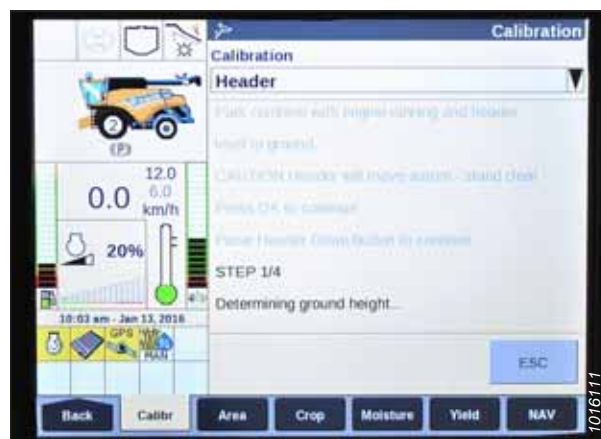 Calibration
Calibration
Header
Park combine with engine running and header
level to ground.
CAUTION Header will move autom.- stand clear
Press OK to continue
Press Header Down Button to continue
STEP 1/4
Determining ground height...
2
(P)
0.0
12.0
6.0
km/h
20%
10:03 am - Jan 13, 2016
GPS
ESC
Back
Calibr
Area
Crop
Moisture
Yield
NAV
1016111